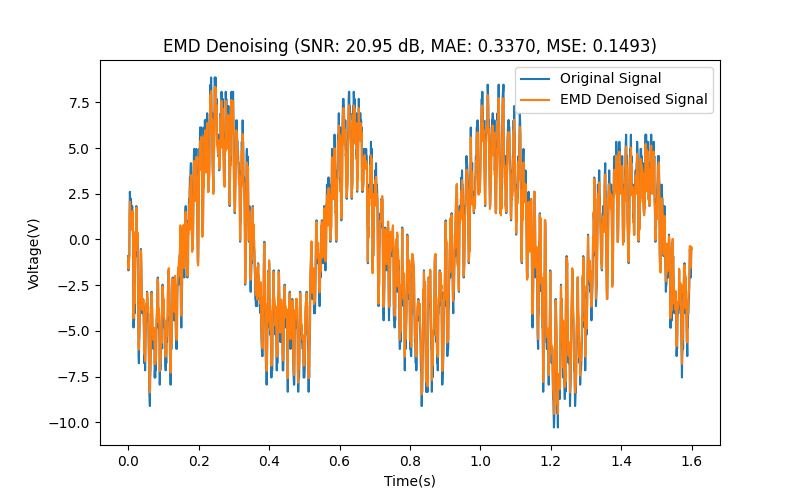 EMD Denoising (SNR: 20.95 dB, MAE: 0.3370, MSE: 0.1493)
Original Signal
EMD Denoised Signal
7.5
5.0
2.5
0.0
−2.5
−5.0
−7.5
−10.0
Voltage(V)
0.0 0.2 0.4 0.6 0.8 1.0 1.2 1.4 1.6
Time(s)